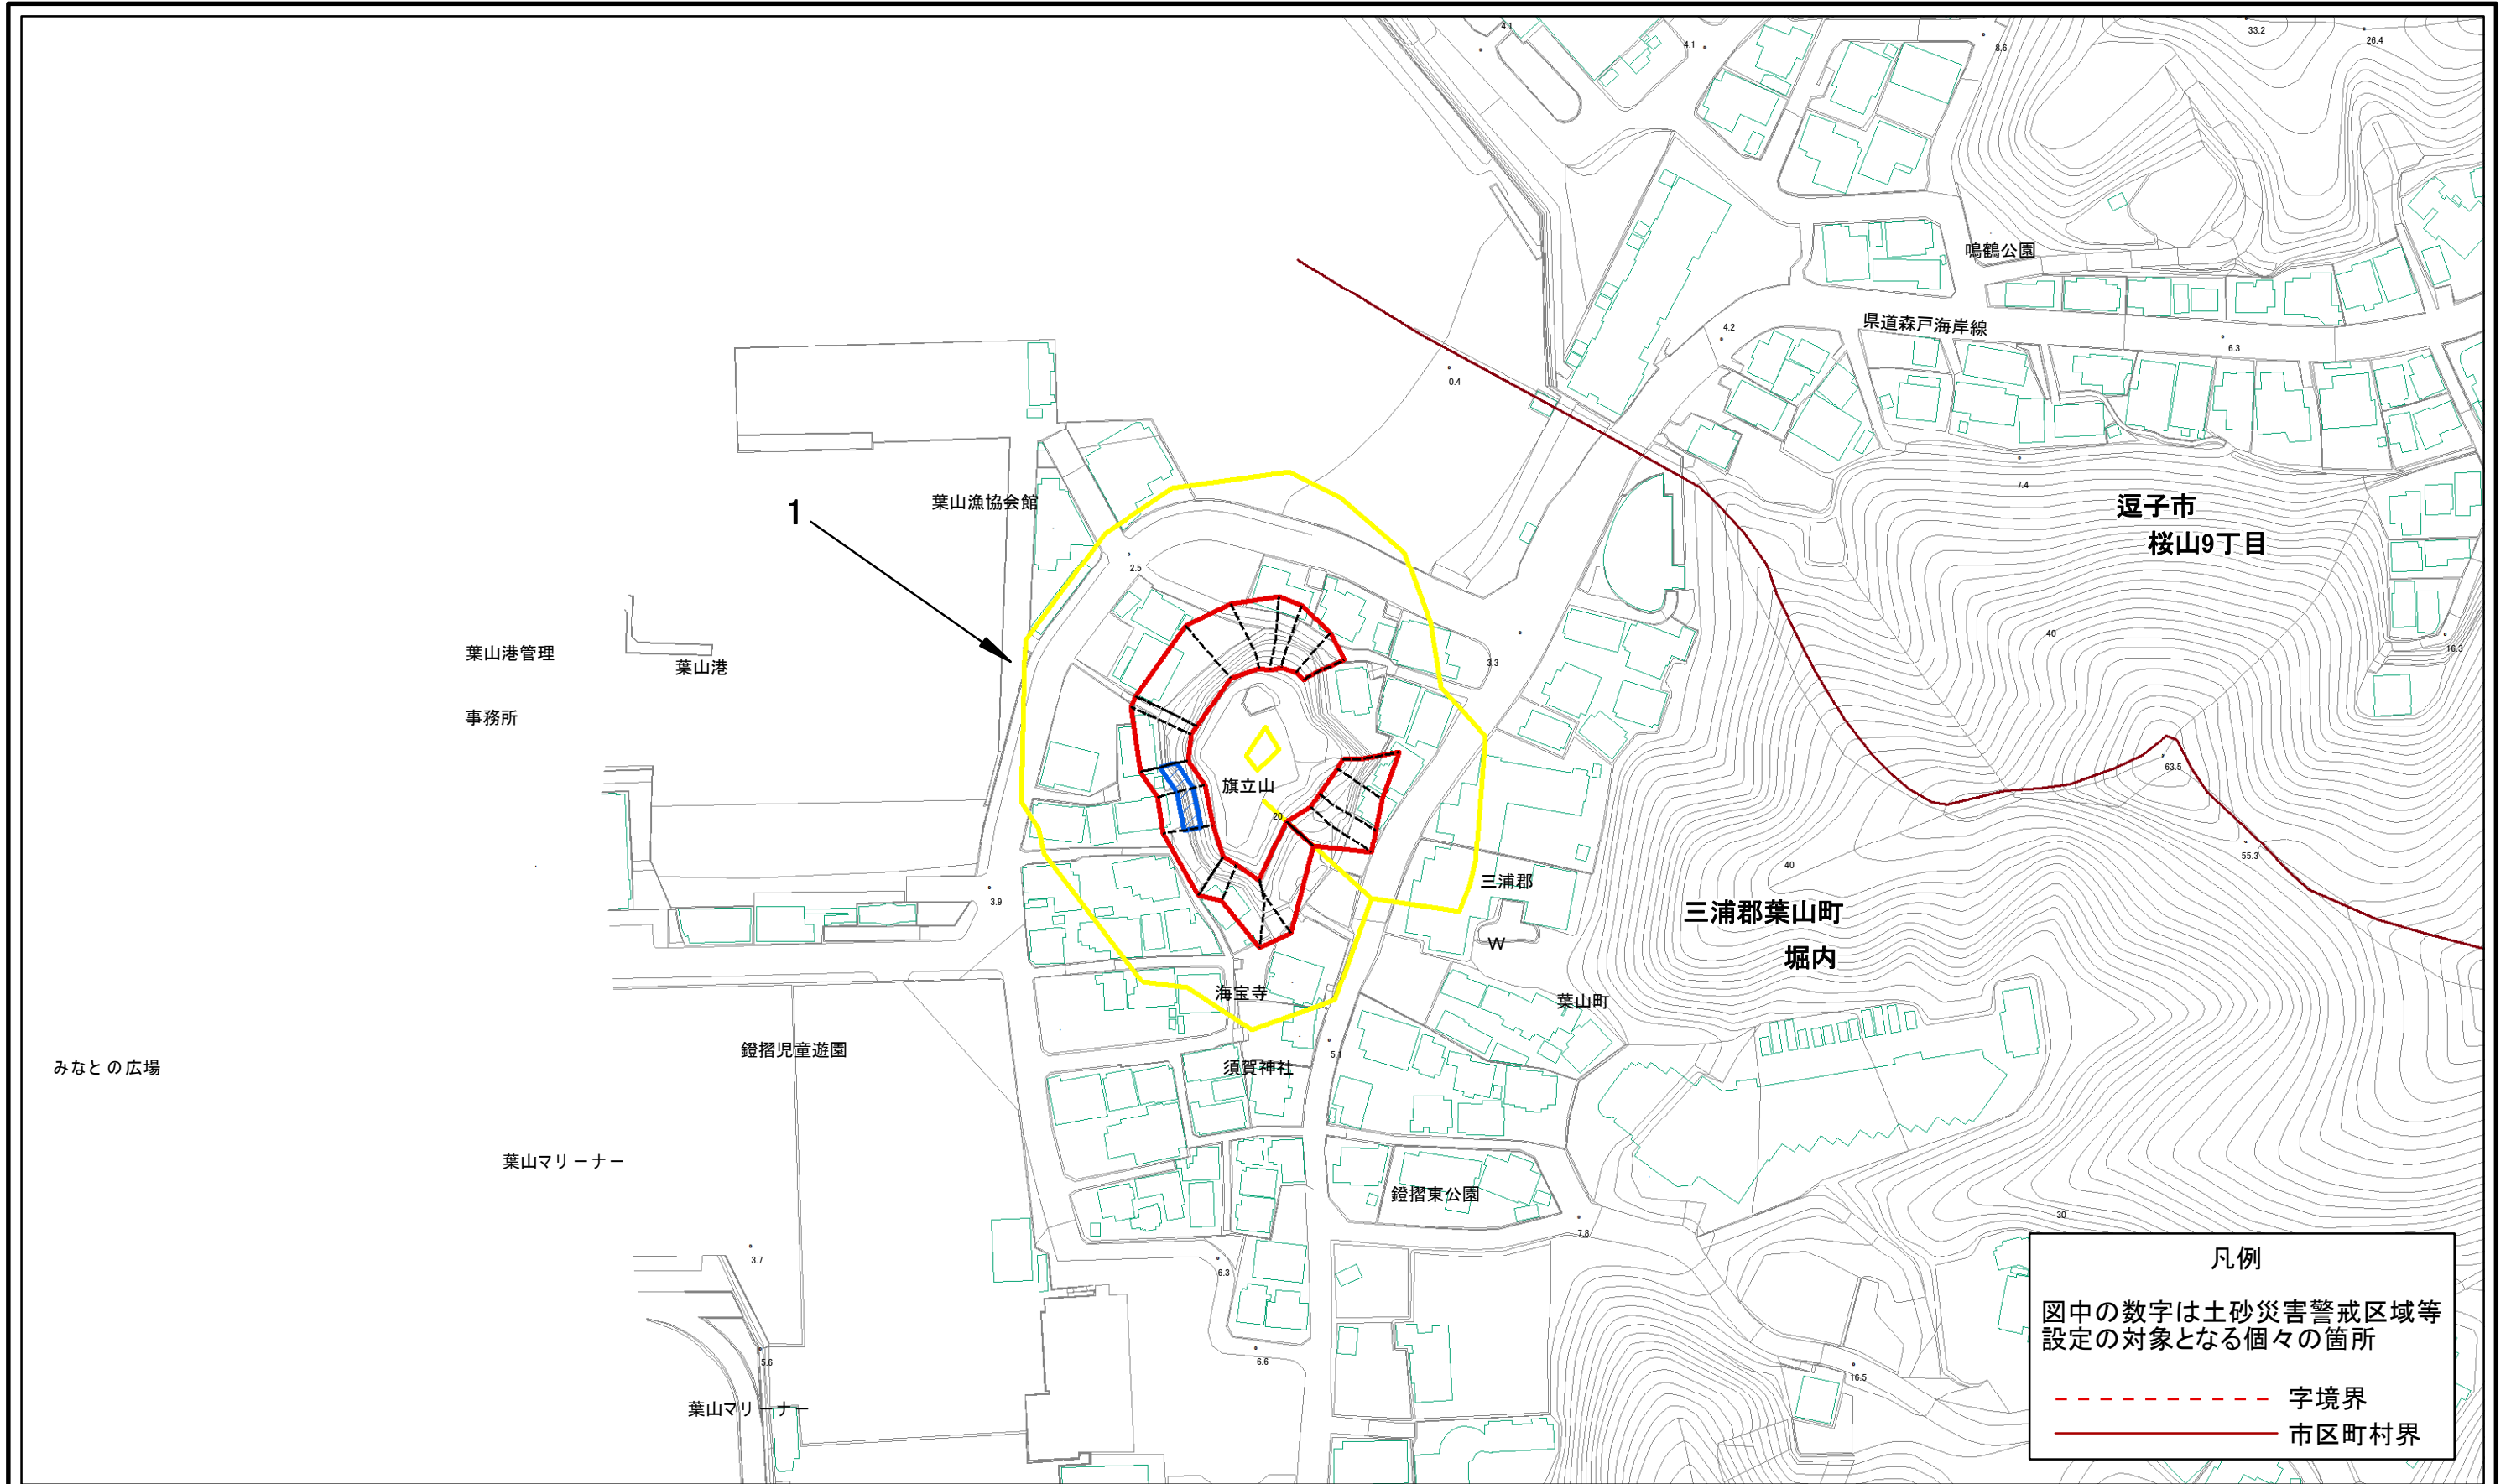 4.1
4.1
8.6
33.2
26.4
鳴鶴公園
県道森戸海岸線
4.2
6.3
0.4
7.4
逗子市
桜山9丁目
1
葉山漁協会館
2.5
40
16.3
葉山港管理
葉山港
3.3
事務所
旗立山
63.5
20
55.3
40
三浦郡
3.9
三浦郡葉山町
W
堀内
海宝寺
葉山町
鐙摺児童遊園
5.1
みなとの広場
須賀神社
葉山マリーナー
鐙摺東公園
7.8
30
3.7
6.3
5.6
6.6
16.5
葉山マリーナー
凡例
図中の数字は土砂災害警戒区域等
設定の対象となる個々の箇所
字境界
市区町村界